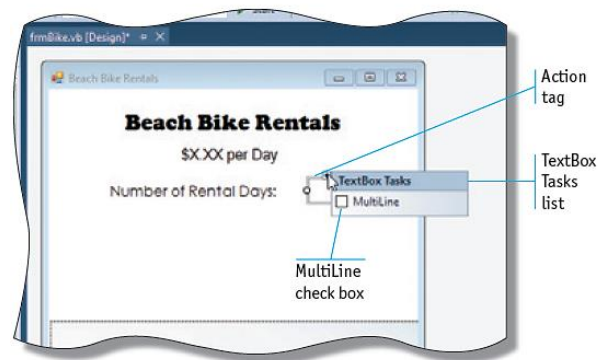 Start
frmBike.vb [Design]*
Beach Bike Rentals
Beach Bike Rentals
$X.XX per Day
Number of Rental Days:
TextBox Tasks
MultiLine
Action
tag
TextBox
Tasks
list
MultiLine
check box